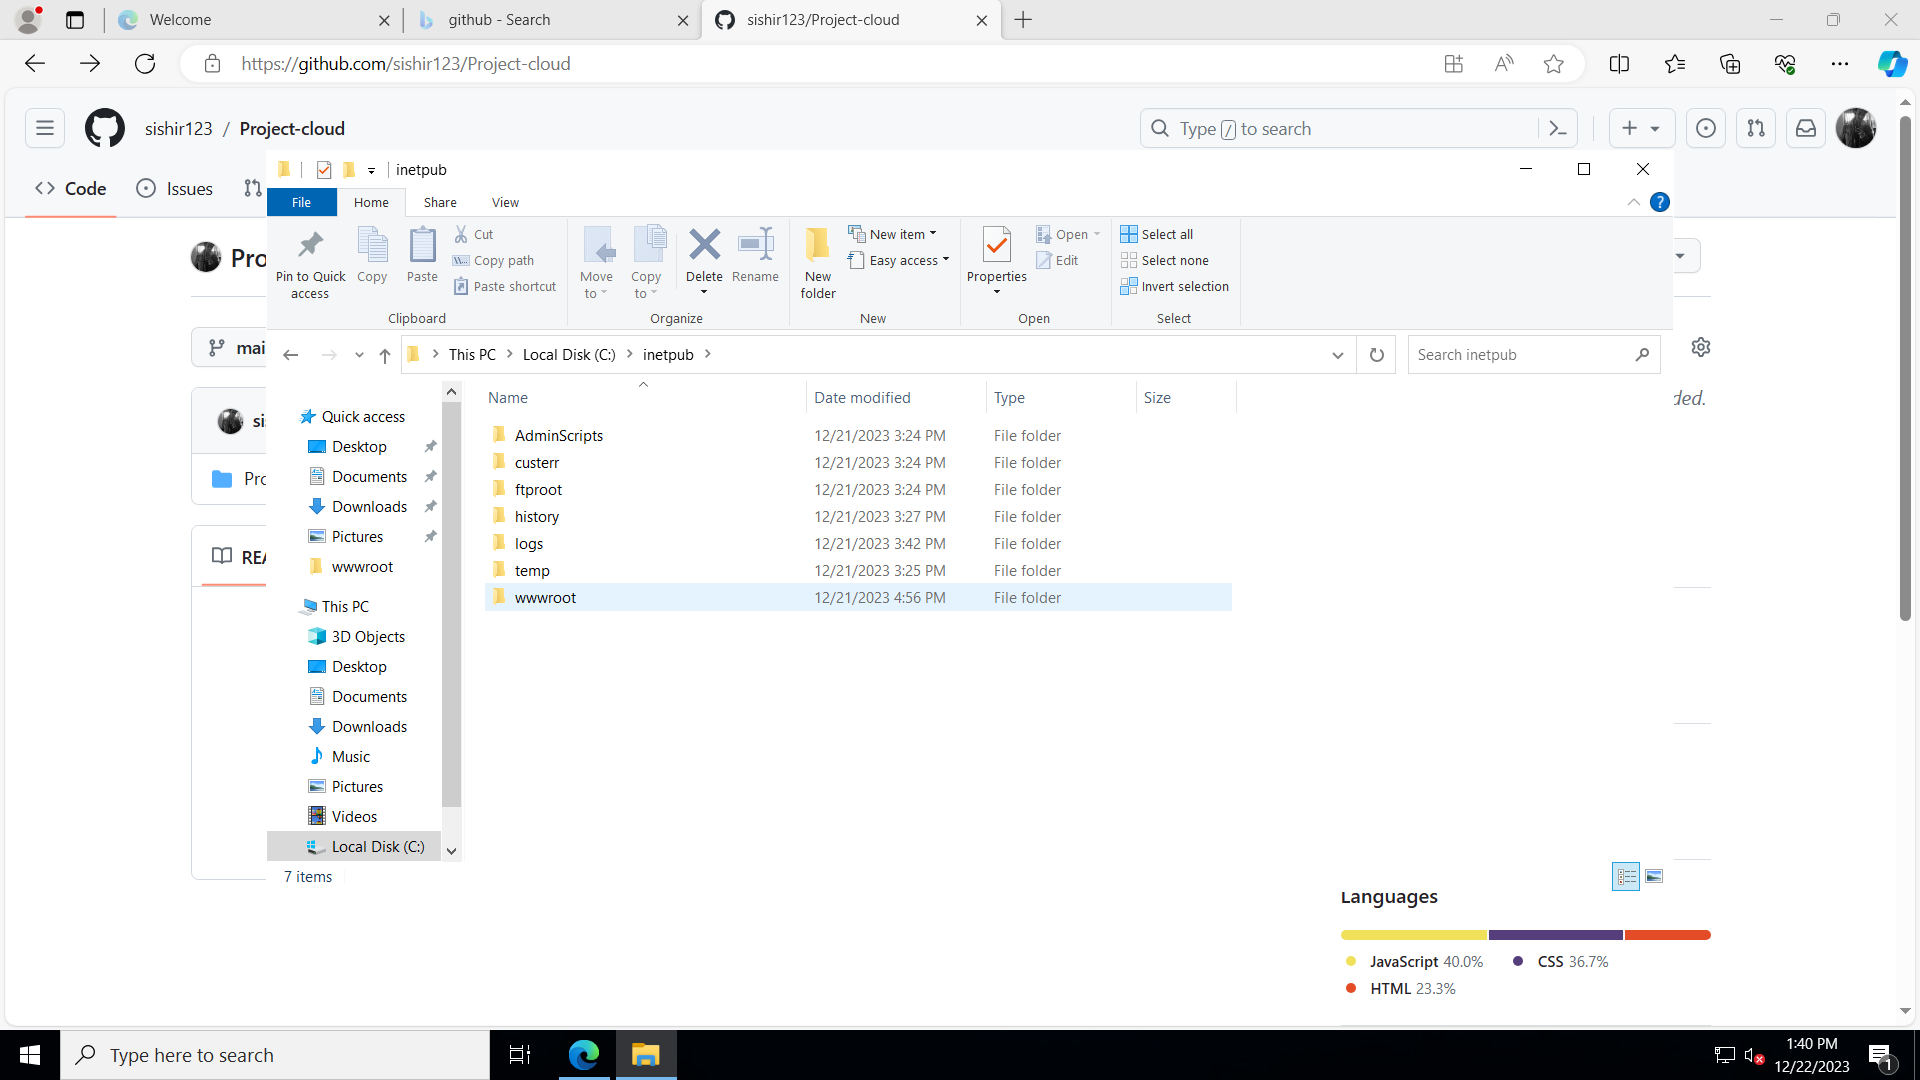 Welcome
github - Search
sishir123/Project-cloud
https://github.com/sishir123/Project-cloud
sishir123 / Project-cloud
Type / to search
Code
Issues
inetpub
File
Home
Share
View
Pin to Quick access
Copy
Paste
Cut
Copy path
Paste shortcut
Clipboard
Move to
Copy to
Delete
Rename
Organize
New folder
New item
Easy access
New
Properties
Open
Edit
Open
Select all
Select none
Invert selection
Select
This PC > Local Disk (C:) > inetpub >
Search inetpub
Pro
mai
si
Pro
REA
ded.
Quick access
Desktop
Documents
Downloads
Pictures
wwwroot
This PC
3D Objects
Desktop
Documents
Downloads
Music
Pictures
Videos
Local Disk (C:)
Name Date modified Type Size
AdminScripts 12/21/2023 3:24 PM File folder
custerr 12/21/2023 3:24 PM File folder
ftproot 12/21/2023 3:24 PM File folder
history 12/21/2023 3:27 PM File folder
logs 12/21/2023 3:42 PM File folder
temp 12/21/2023 3:25 PM File folder
wwwroot 12/21/2023 4:56 PM File folder
7 items
Languages
JavaScript 40.0% CSS 36.7%
HTML 23.3%
Type here to search
1:40 PM
12/22/2023
1